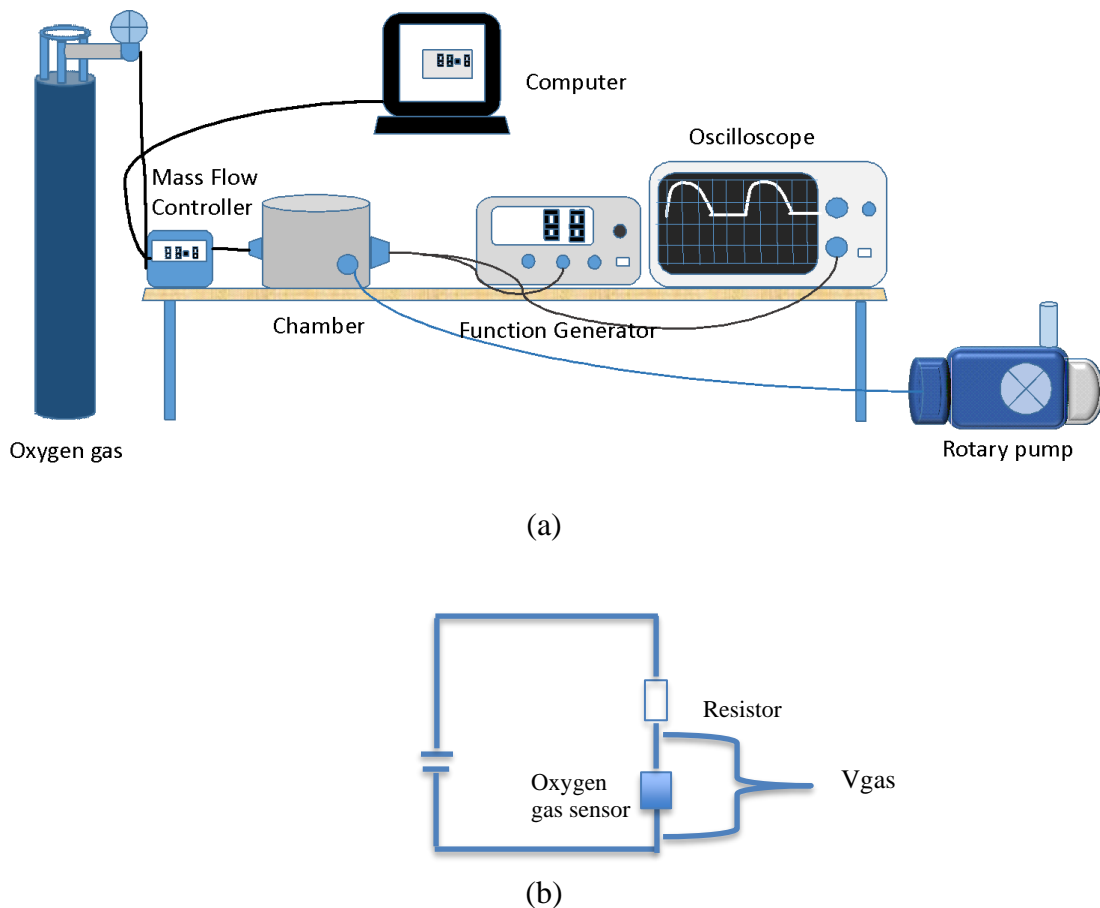 Computer
Oscilloscope
Mass Flow
Controller
Chamber
Function Generator
Oxygen gas
Rotary pump
(a)
Resistor
Oxygen
gas sensor
Vgas
(b)